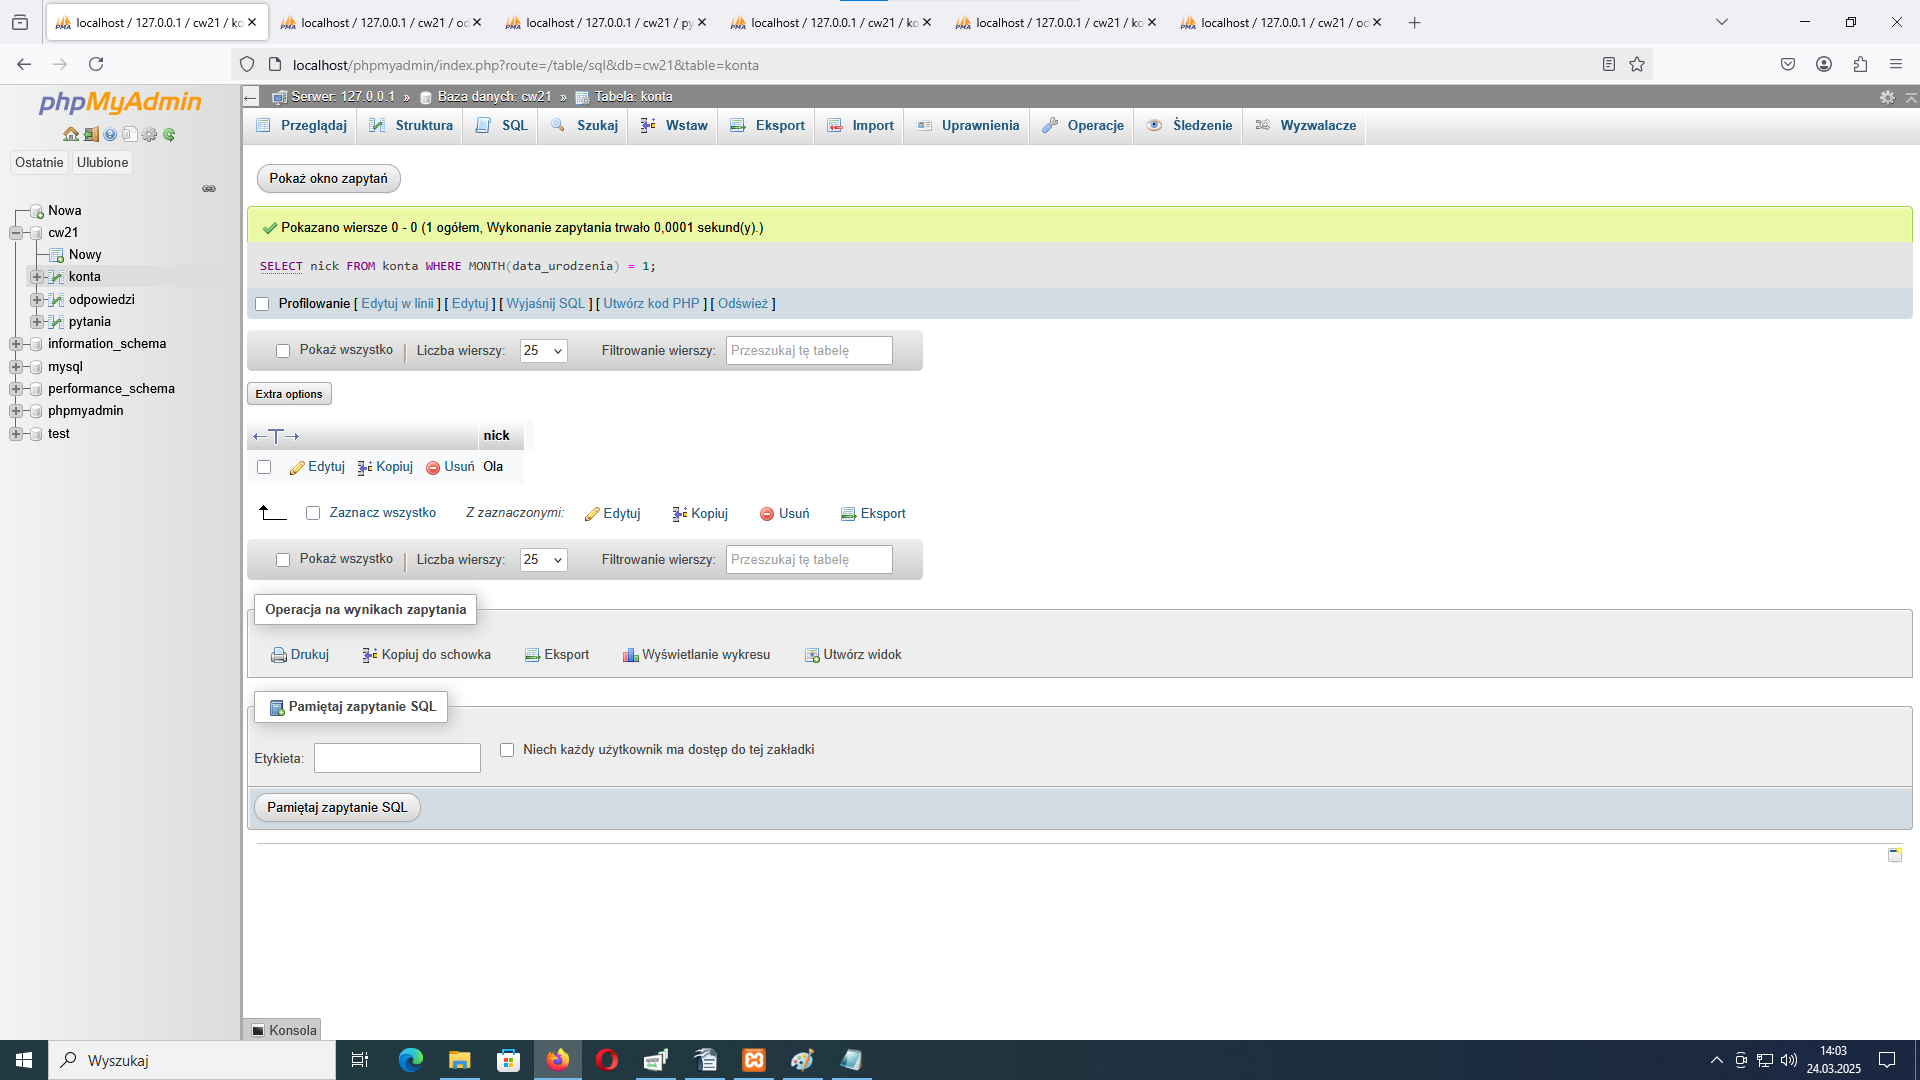 localhost / 127.0.0.1 / cw21 / ko
localhost / 127.0.0.1 / cw21 / od
localhost / 127.0.0.1 / cw21 / py
localhost / 127.0.0.1 / cw21 / ko
localhost / 127.0.0.1 / cw21 / ko
localhost / 127.0.0.1 / cw21 / od
localhost/phpmyadmin/index.php?route=/table/sql&db=cw21&table=konta
phpMyAdmin
Ostatnie Ulubione
Nowa
cw21
Nowy
konta
odpowiedzi
pytania
information_schema
mysql
performance_schema
phpmyadmin
test
Serwer: 127.0.0.1 » Baza danych: cw21 » Tabela: konta
Przeglądaj Struktura SQL Szukaj Wstaw Eksport Import Uprawnienia Operacje Śledzenie Wyzwalacze
Pokaż okno zapytań
Pokazano wiersze 0 - 0 (1 ogółem, Wykonanie zapytania trwało 0,0001 sekund(y).)
SELECT nick FROM konta WHERE MONTH(data_urodzenia) = 1;
Profilowanie [ Edytuj w linii ] [ Edytuj ] [ Wyjaśnij SQL ] [ Utwórz kod PHP ] [ Odśwież ]
Pokaż wszystko Liczba wierszy: 25 Filtrowanie wierszy: Przeszukaj tę tabelę
Extra options
←T→ nick
Edytuj Kopiuj Usuń Ola
Zaznacz wszystko Z zaznaczonymi: Edytuj Kopiuj Usuń Eksport
Pokaż wszystko Liczba wierszy: 25 Filtrowanie wierszy: Przeszukaj tę tabelę
Operacja na wynikach zapytania
Drukuj Kopiuj do schowka Eksport Wyświetlanie wykresu Utwórz widok
Pamiętaj zapytanie SQL
Etykieta: Niech każdy użytkownik ma dostęp do tej zakładki
Pamiętaj zapytanie SQL
Konsola
Wyszukaj
14:03
24.03.2025